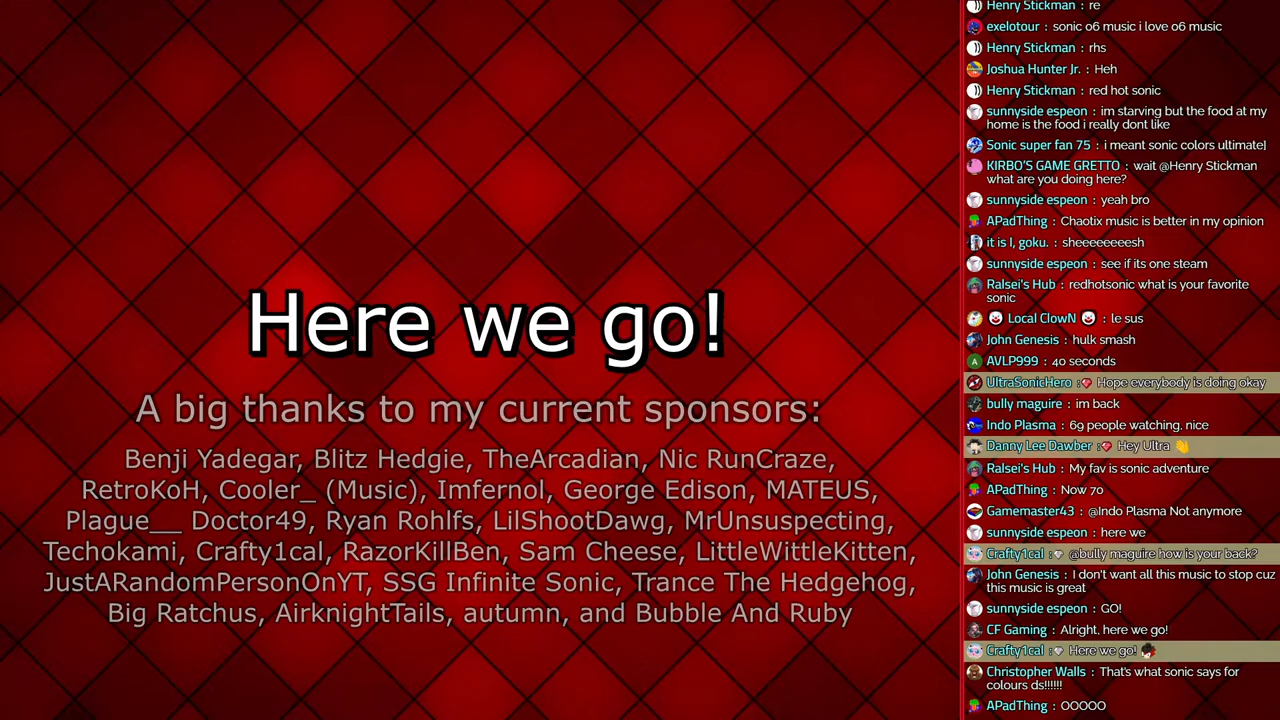 Here we go!
A big thanks to my current sponsors:
Benji Yadegar, Blitz Hedgie, TheArcadian, Nic RunCraze,
RetroKoH, Cooler_ (Music), Imfernol, George Edison, MATEUS,
Plague__ Doctor49, Ryan Rohlfs, LilShootDawg, MrUnsuspecting,
Techokami, Crafty1cal, RazorKillBen, Sam Cheese, LittleWittleKitten,
JustARandomPersonOnYT, SSG Infinite Sonic, Trance The Hedgehog,
Big Ratchus, AirknightTails, autumn, and Bubble And Ruby
Henry Stickman : re
exelotour : sonic o6 music i love o6 music
Henry Stickman : rhs
Joshua Hunter Jr. : Heh
Henry Stickman : red hot sonic
sunnyside espeon : im starving but the food at my
home is the food i really dont like
Sonic super fan 75 : i meant sonic colors ultimate]
KIRBO'S GAME GRETTO : wait @Henry Stickman
what are you doing here?
sunnyside espeon : yeah bro
APadThing : Chaotix music is better in my opinion
it is I, goku. : sheeeeeeeesh
sunnyside espeon : see if its one steam
Ralsei's Hub : redhotsonic what is your favorite
sonic
🤡 Local ClowN 🤡 : le sus
John Genesis : hulk smash
A AVLP999 : 40 seconds
UltraSonicHero : Hope everybody is doing okay
bully maguire : im back
Indo Plasma : 69 people watching. nice
Danny Lee Dawber : Hey Ultra 👋
Ralsei's Hub : My fav is sonic adventure
APadThing : Now 70
Gamemaster43 : @Indo Plasma Not anymore
sunnyside espeon : here we
Crafty1cal : @bully maguire how is your back?
John Genesis : I don't want all this music to stop cuz
this music is great
sunnyside espeon : GO!
CF Gaming : Alright, here we go!
Crafty1cal : Here we go!
Christopher Walls : That's what sonic says for
colours ds!!!!!!
APadThing : OOOOO